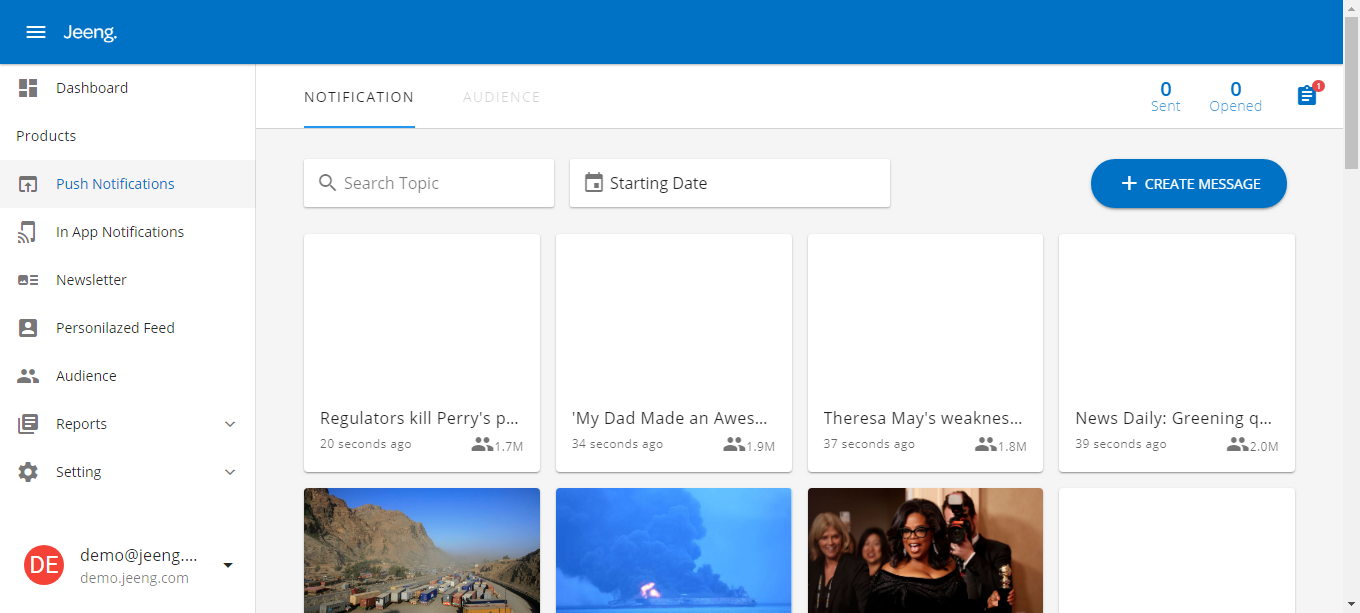 Jeeng.
Dashboard
Products
Push Notifications
In App Notifications
Newsletter
Personilazed Feed
Audience
Reports
Setting
DE
demo@jeeng....
demo.jeeng.com
NOTIFICATION
AUDIENCE
0
Sent
0
Opened
1
Search Topic
Starting Date
CREATE MESSAGE
Regulators kill Perry's p...
20 seconds ago
1.7M
'My Dad Made an Awes...
34 seconds ago
1.9M
Theresa May's weaknes...
37 seconds ago
1.8M
News Daily: Greening q...
39 seconds ago
2.0M